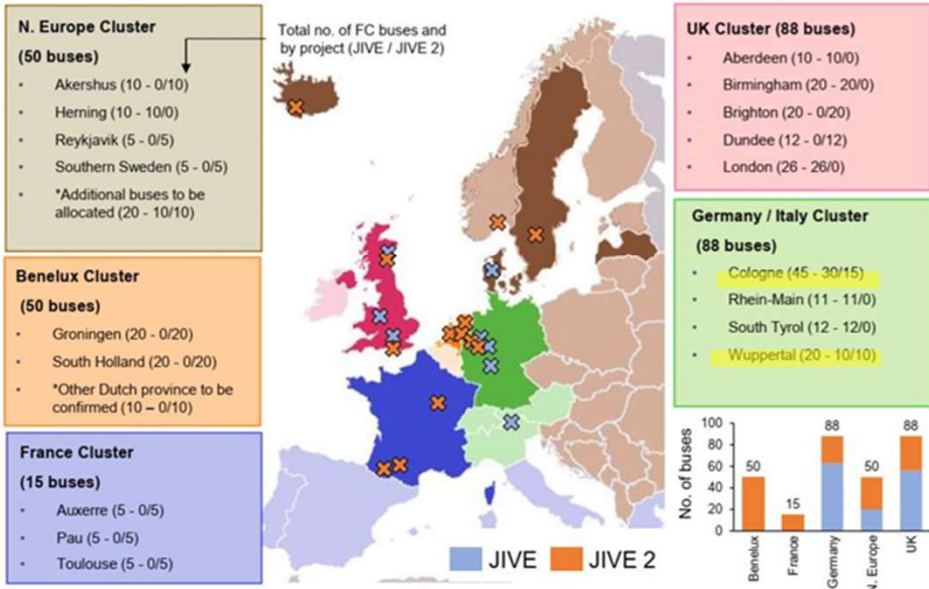 N. Europe Cluster
(50 buses)
▪ Akershus (10 - 0/10)
▪ Herning (10 - 10/0)
▪ Reykjavik (5 - 0/5)
▪ Southern Sweden (5 - 0/5)
▪ *Additional buses to be
allocated (20 - 10/10)
Total no. of FC buses and
by project (JIVE / JIVE 2)
Benelux Cluster
(50 buses)
▪ Groningen (20 - 0/20)
▪ South Holland (20 - 0/20)
▪ *Other Dutch province to be
confirmed (10 – 0/10)
France Cluster
(15 buses)
▪ Auxerre (5 - 0/5)
▪ Pau (5 - 0/5)
▪ Toulouse (5 - 0/5)
JIVE
JIVE 2
UK Cluster (88 buses)
▪ Aberdeen (10 - 10/0)
▪ Birmingham (20 - 20/0)
▪ Brighton (20 - 0/20)
▪ Dundee (12 - 0/12)
▪ London (26 - 26/0)
Germany / Italy Cluster
(88 buses)
▪ Cologne (45 - 30/15)
▪ Rhein-Main (11 - 11/0)
▪ South Tyrol (12 - 12/0)
▪ Wuppertal (20 - 10/10)
No. of buses
100
80
60
40
20
0
50
15
88
50
88
Benelux
France
Germany
N. Europe
UK